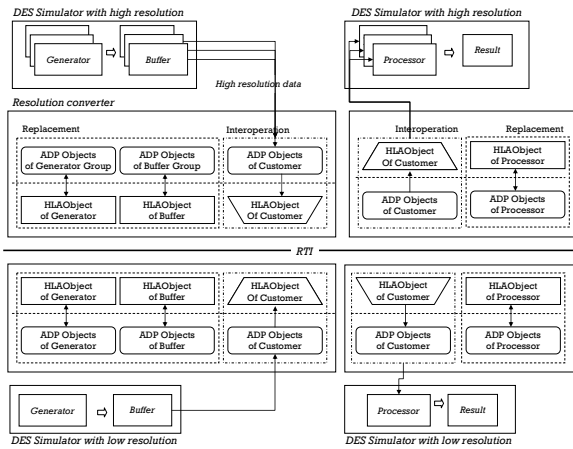 DES Simulator with high resolution
DES Simulator with high resolution
Generator
Buffer
Processor
Result
High resolution data
Resolution converter
Replacement
Interoperation
Interoperation
Replacement
ADP Objects
of Generator Group
ADP Objects
of Buffer Group
ADP Objects
of Customer
HLAObject
Of Customer
HLAObject
of Processor
HLAObject
of Generator
HLAObject
of Buffer
HLAObject
Of Customer
ADP Objects
of Customer
ADP Objects
of Processor
RTI
HLAObject
of Generator
HLAObject
of Buffer
HLAObject
Of Customer
HLAObject
of Customer
HLAObject
of Processor
ADP Objects
of Generator
ADP Objects
of Buffer
ADP Objects
of Customer
ADP Objects
of Customer
ADP Objects
of Processor
Generator
Buffer
Processor
Result
DES Simulator with low resolution
DES Simulator with low resolution